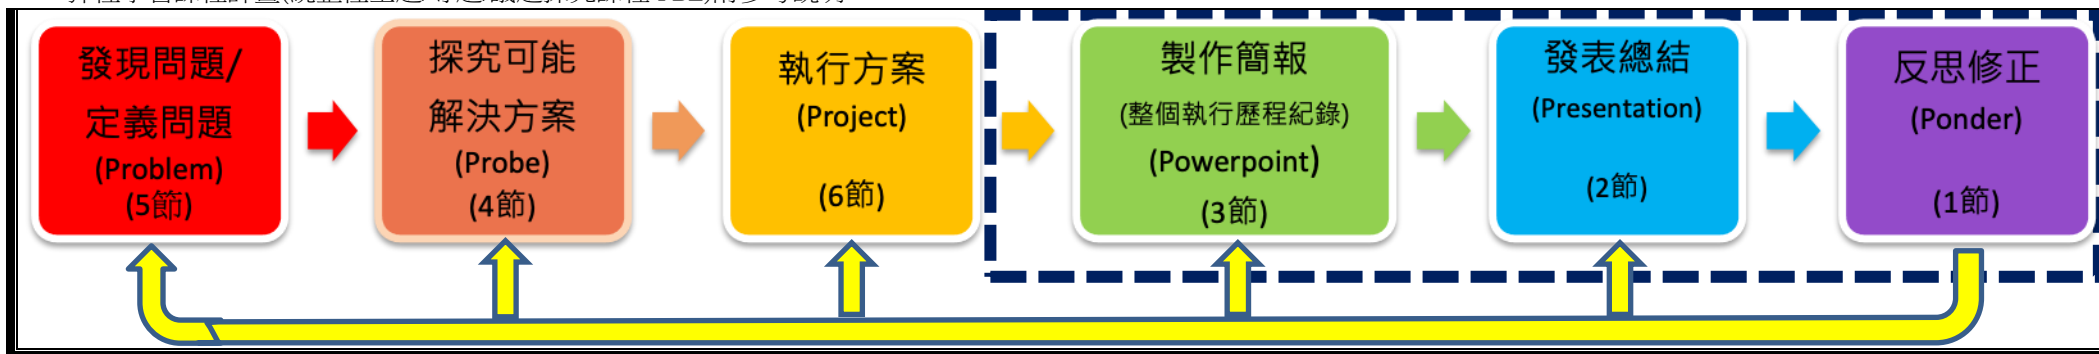 發現問題/
定義問題
(Problem)
(5節)
探究可能
解決方案
(Probe)
(4節)
執行方案
(Project)
(6節)
製作簡報
(整個執行歷程紀錄)
(Powerpoint)
(3節)
發表總結
(Presentation)
(2節)
反思修正
(Ponder)
(1節)